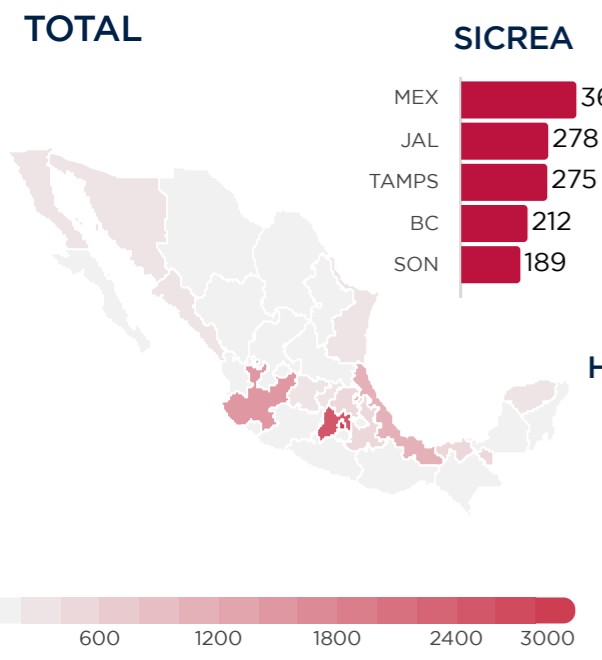 TOTAL
SICREA
MEX
JAL 278
TAMPS 275
BC 212
SON 189
600 1200 1800 2400 3000